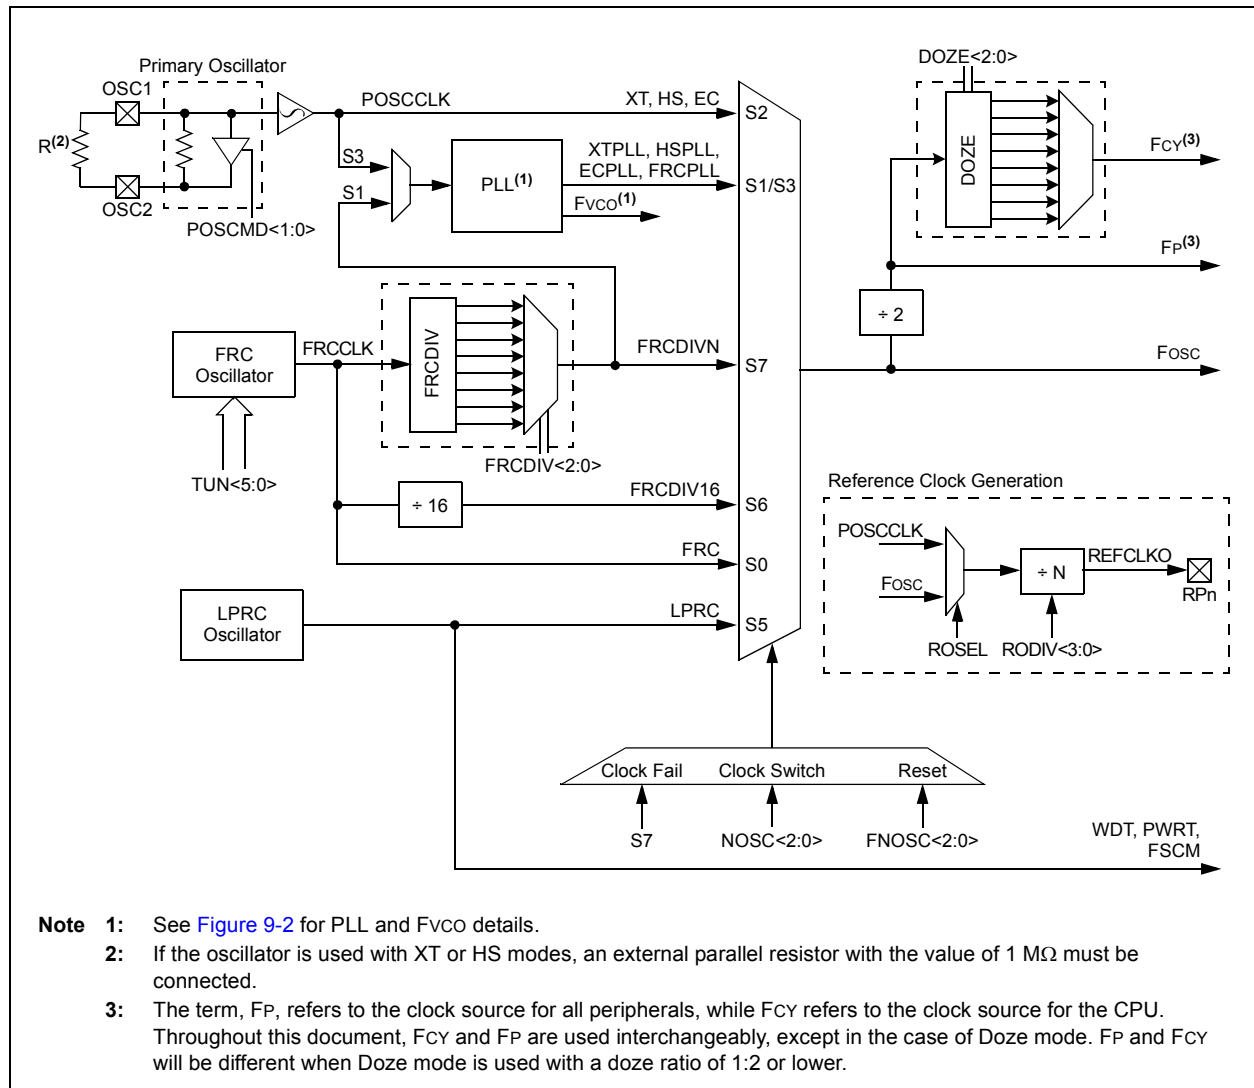 Primary Oscillator
OSC1
R(2)
OSC2
POSCMD<1:0>
POSCCLK
XT, HS, EC
S2
S3
S1
PLL(1)
XTPLL, HSPLL,
ECPLL, FRCPLL
S1/S3
FVCO(1)
DOZE<2:0>
DOZE
FCY(3)
FP(3)
÷ 2
FOSC
FRC
Oscillator
TUN<5:0>
FRCCLK
FRCDIV
FRCDIV<2:0>
FRCDIVN
S7
÷ 16
FRCDIV16
S6
FRC
S0
LPRC
Oscillator
LPRC
S5
Reference Clock Generation
POSCCLK
FOSC
÷ N
REFCLKO
RPn
ROSEL
RODIV<3:0>
Clock Fail
Clock Switch
Reset
S7
NOSC<2:0>
FNOSC<2:0>
WDT, PWRT,
FSCM
Note 1: See Figure 9-2 for PLL and FVCO details.
2: If the oscillator is used with XT or HS modes, an external parallel resistor with the value of 1 MΩ must be
connected.
3: The term, FP, refers to the clock source for all peripherals, while FCY refers to the clock source for the CPU.
Throughout this document, FCY and FP are used interchangeably, except in the case of Doze mode. FP and FCY
will be different when Doze mode is used with a doze ratio of 1:2 or lower.